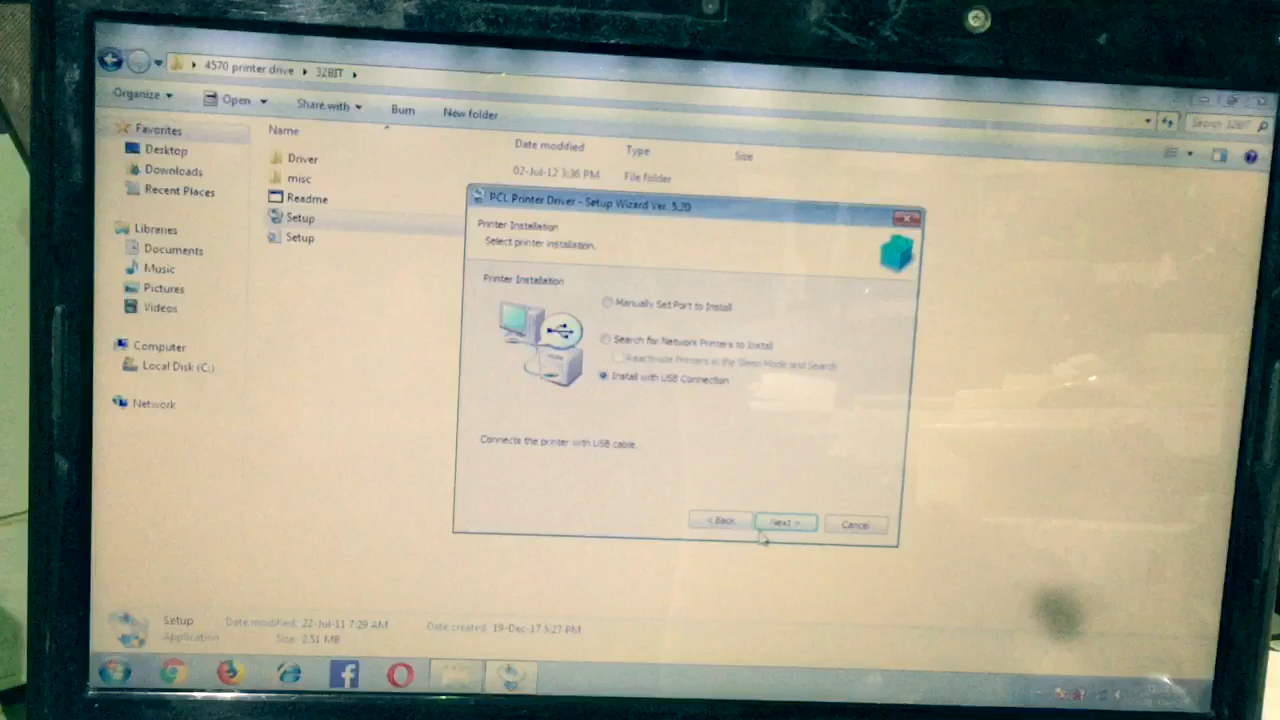 4570 printer drive ▸ 32BIT ▸
Search 32BIT
Organize
Open
Share with
Burn
New folder
Favorites
Desktop
Downloads
Recent Places
Libraries
Documents
Music
Pictures
Videos
Computer
Local Disk (C:)
Network
Name
Date modified
Type
Size
Driver
02-Jul-12 3:36 PM
File folder
misc
Readme
Setup
Setup
PCL Printer Driver - Setup Wizard Ver. 5.20
Printer Installation
Select printer installation.
Printer Installation
Manually Set Port to Install
Search for Network Printers to Install
Reactivate Printers in the Sleep Mode and Search
Install with USB Connection
Connects the printer with USB cable.
< Back
Next >
Cancel
Setup
Date modified: 22-Jul-11 7:29 AM
Date created: 19-Dec-17 5:27 PM
Application
Size: 2.51 MB